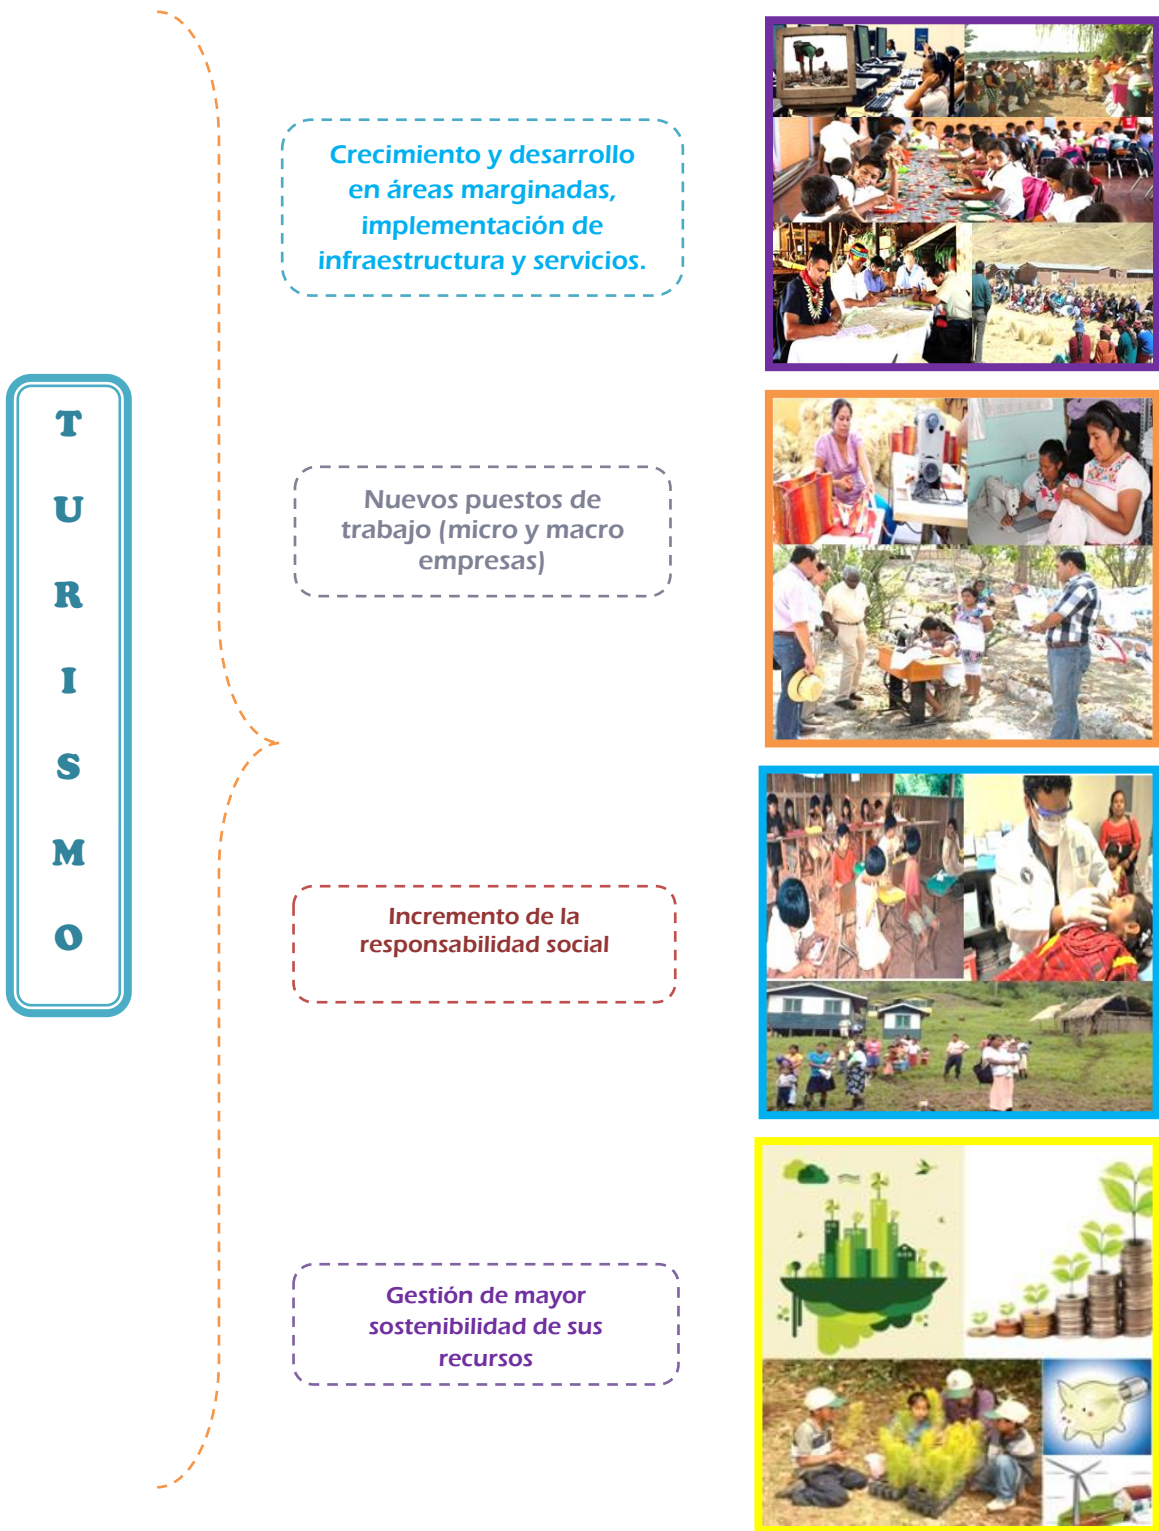 T
U
R
I
S
M
O
Crecimiento y desarrollo
en áreas marginadas,
implementación de
infraestructura y servicios.
Nuevos puestos de
trabajo (micro y macro
empresas)
Incremento de la
responsabilidad social
Gestión de mayor
sostenibilidad de sus
recursos